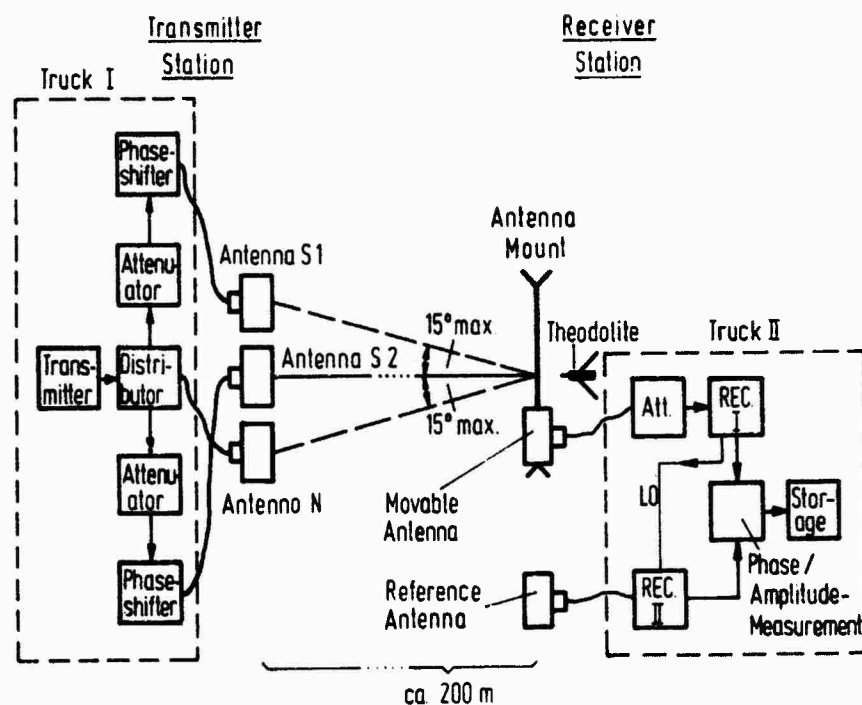 Transmitter
Station
Receiver
Station
Truck I
Phase-
shifter
Attenu-
ator
Trans-
mitter
Distri-
butor
Attenu-
ator
Phase-
shifter
Antenna S1
Antenna S2
Antenno N
Antenna
Mount
15° max.
15° max.
Theodolite
Truck II
Att.
REC.
I
LO
Stor-
age
Movable
Antenna
Reference
Antenna
REC.
II
Phase/
Amplitude-
Measurement
ca. 200 m